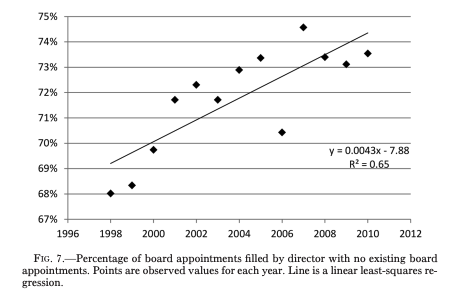 75%
74%
73%
72%
71%
70%
69%
68%
67%
y = 0.0043x - 7.88
R² = 0.65
1996 1998 2000 2002 2004 2006 2008 2010 2012
FIG. 7.—Percentage of board appointments filled by director with no existing board
appointments. Points are observed values for each year. Line is a linear least-squares re-
gression.